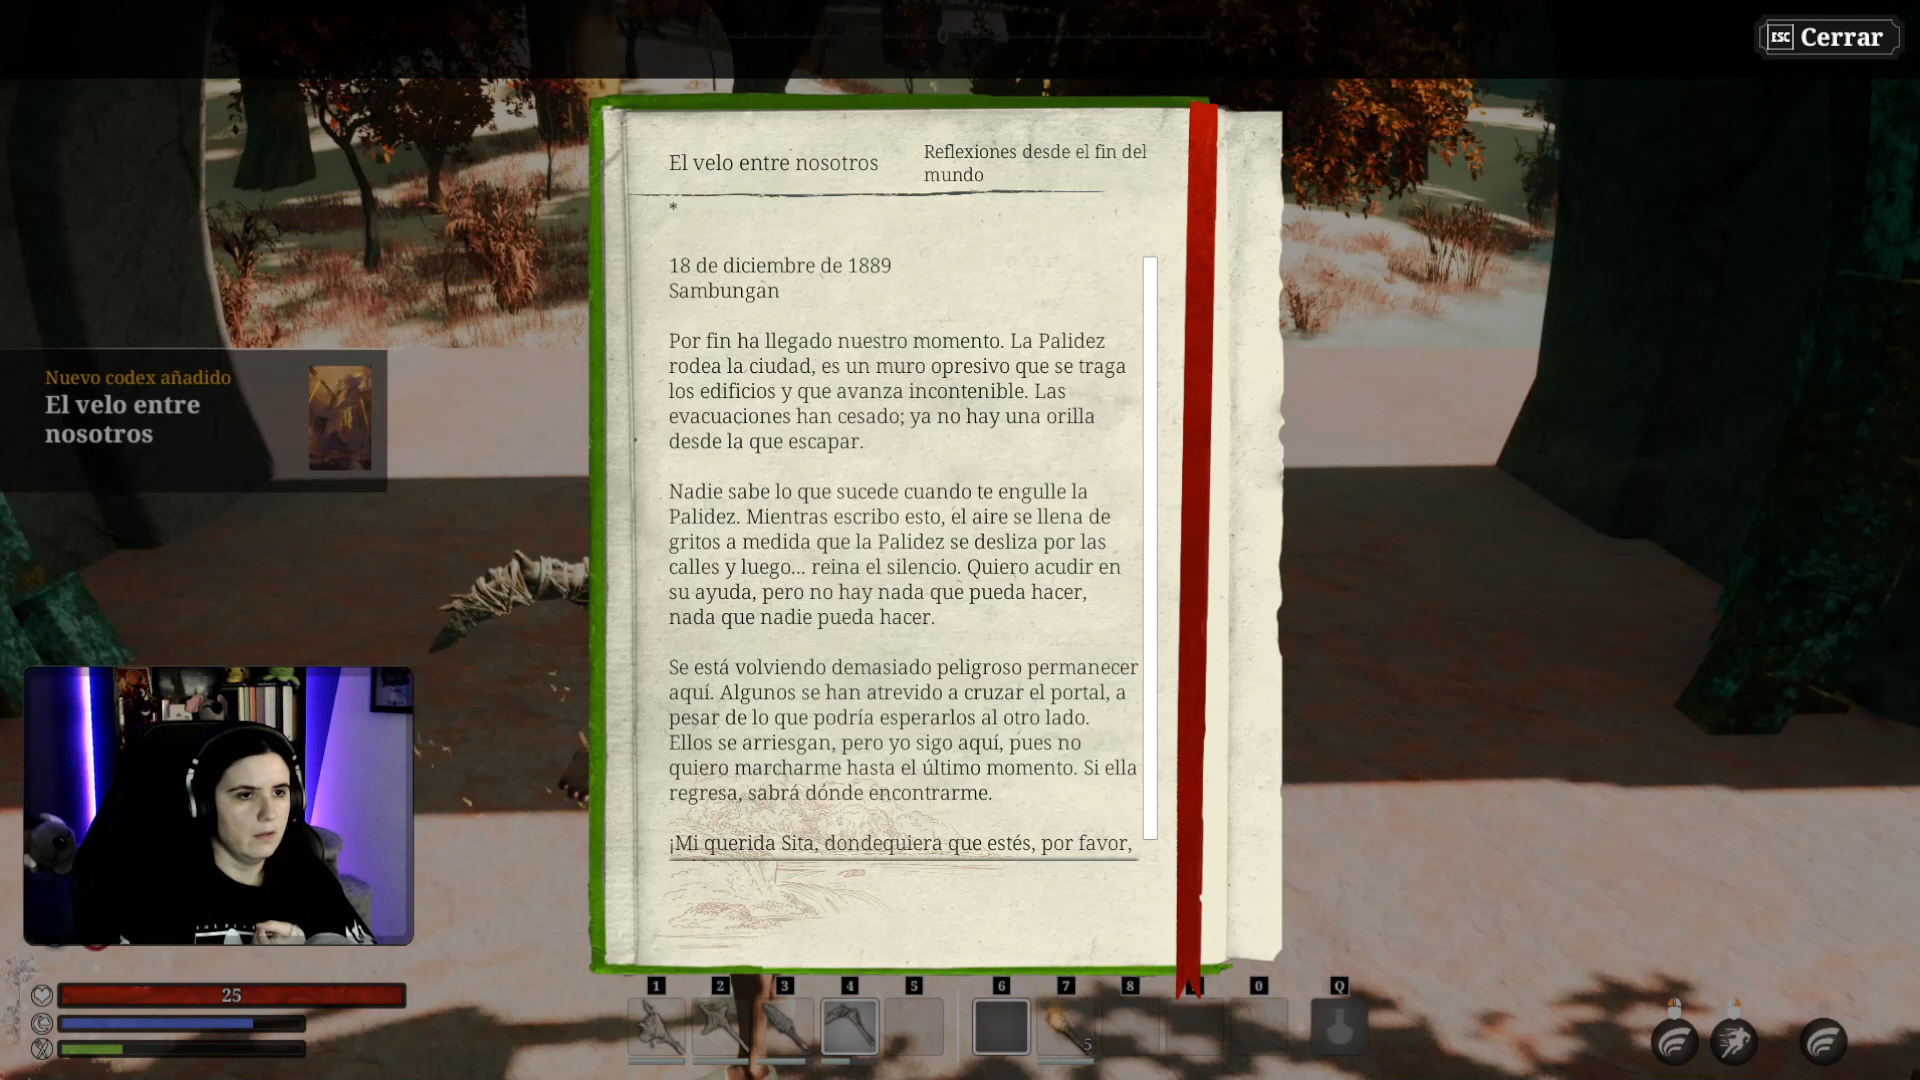 ESC Cerrar
El velo entre nosotros
Reflexiones desde el fin del
mundo
*
18 de diciembre de 1889
Sambungan
Por fin ha llegado nuestro momento. La Palidez
rodea la ciudad, es un muro opresivo que se traga
los edificios y que avanza incontenible. Las
evacuaciones han cesado; ya no hay una orilla
desde la que escapar.
Nadie sabe lo que sucede cuando te engulle la
Palidez. Mientras escribo esto, el aire se llena de
gritos a medida que la Palidez se desliza por las
calles y luego... reina el silencio. Quiero acudir en
su ayuda, pero no hay nada que pueda hacer,
nada que nadie pueda hacer.
Se está volviendo demasiado peligroso permanecer
aquí. Algunos se han atrevido a cruzar el portal, a
pesar de lo que podría esperarlos al otro lado.
Ellos se arriesgan, pero yo sigo aquí, pues no
quiero marcharme hasta el último momento. Si ella
regresa, sabrá dónde encontrarme.
¡Mi querida Sita, dondequiera que estés, por favor,
Nuevo codex añadido
El velo entre
nosotros
25
1 2 3 4 5 6 7 8 0 Q
5